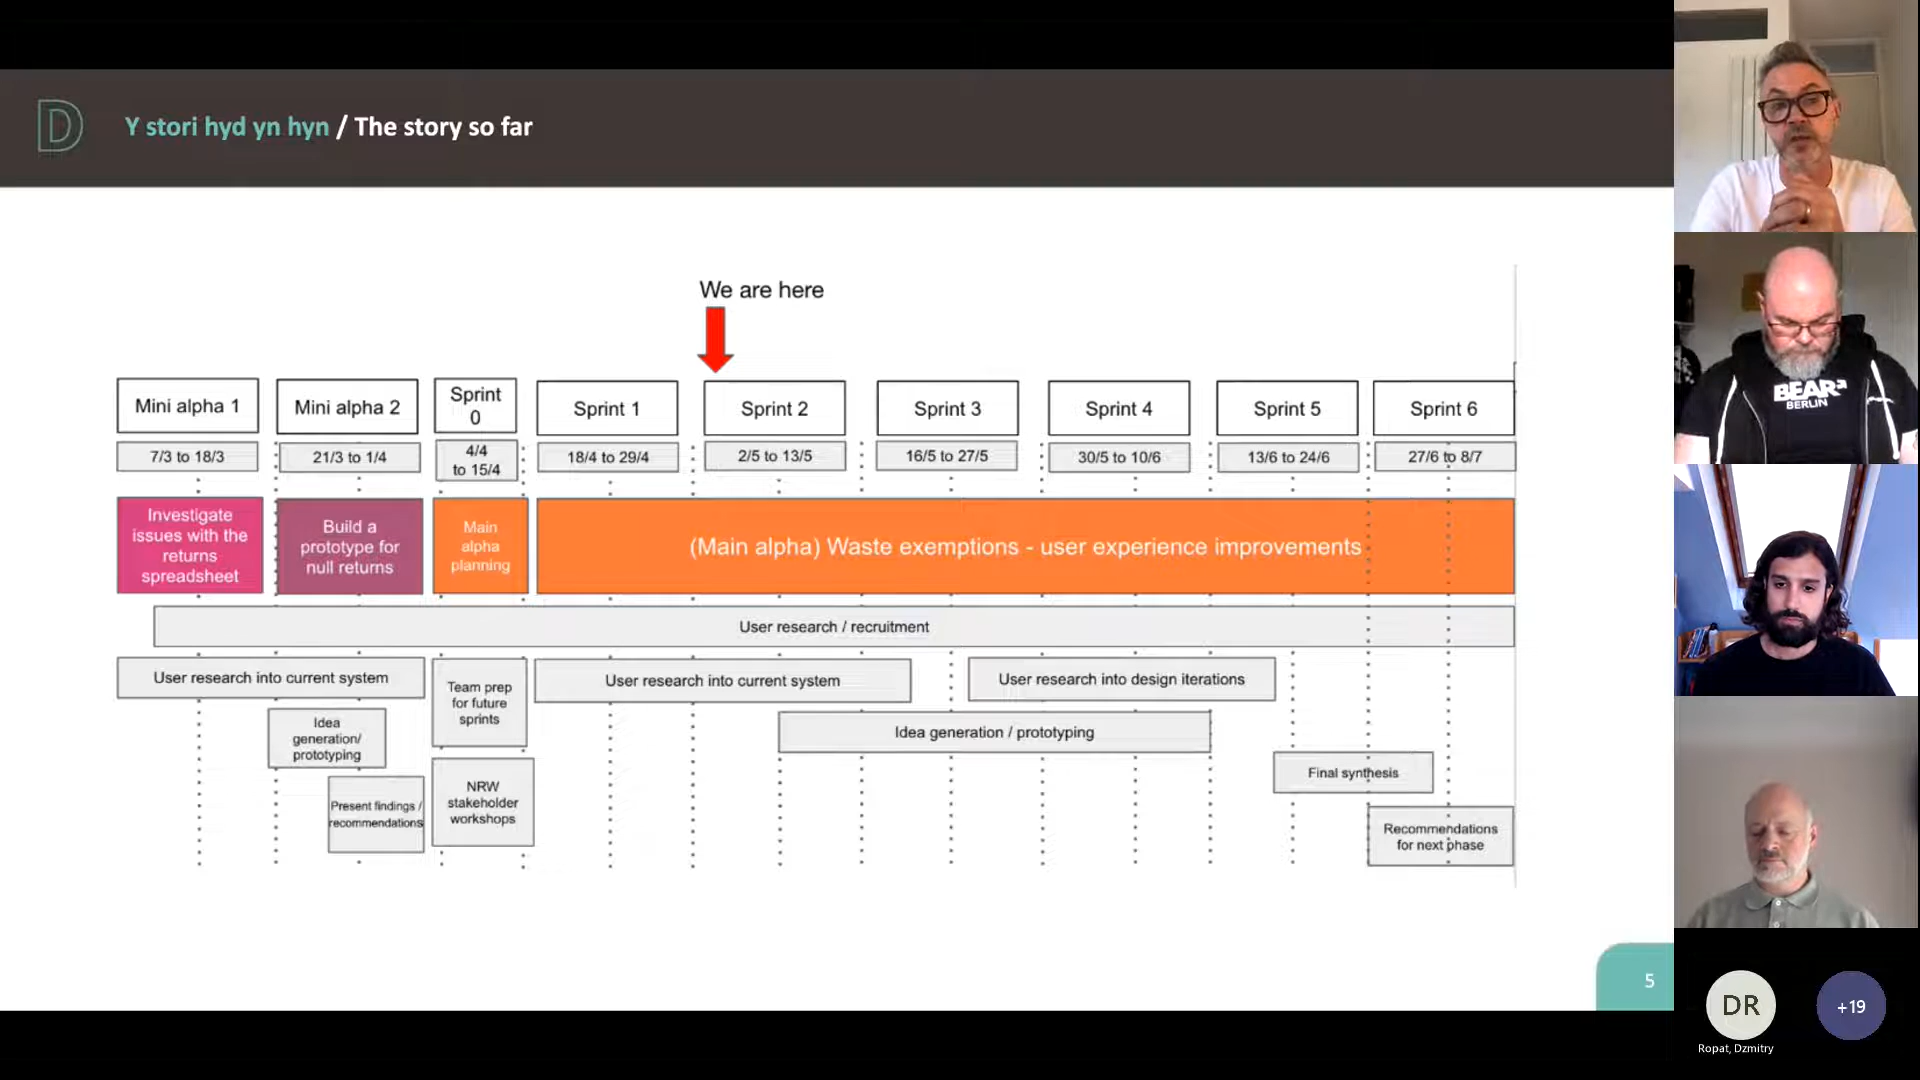 D
Y stori hyd yn hyn / The story so far
We are here
Mini alpha 1
Mini alpha 2
Sprint
0
Sprint 1
Sprint 2
Sprint 3
Sprint 4
Sprint 5
Sprint 6
7/3 to 18/3
21/3 to 1/4
4/4
to 15/4
18/4 to 29/4
2/5 to 13/5
16/5 to 27/5
30/5 to 10/6
13/6 to 24/6
27/6 to 8/7
Investigate
issues with the
returns
spreadsheet
Build a
prototype for
null returns
Main
alpha
planning
(Main alpha) Waste exemptions - user experience improvements
User research / recruitment
User research into current system
Team prep
for future
sprints
User research into current system
User research into design iterations
Idea
generation/
prototyping
Idea generation / prototyping
Present findings /
recommendations
NRW
stakeholder
workshops
Final synthesis
Recommendations
for next phase
5
BEAR
BERLIN
DR
Ropat, Dzmitry
+19